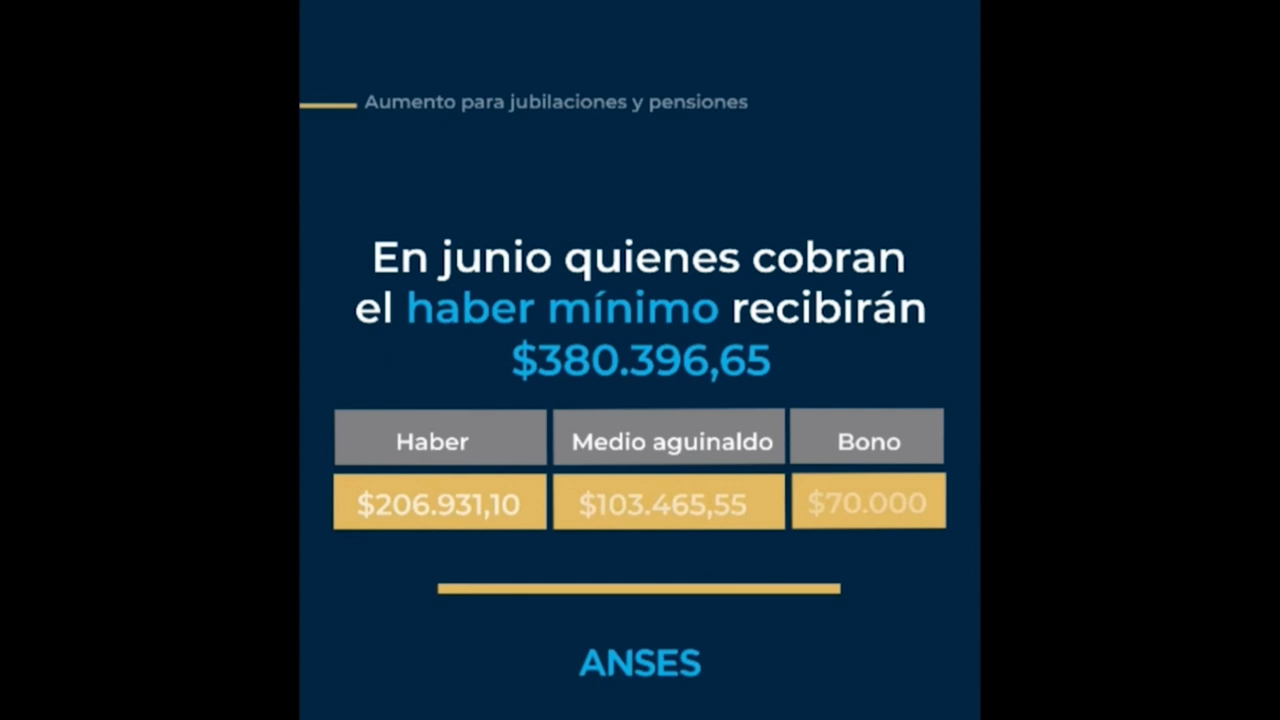 Aumento para jubilaciones y pensiones
En junio quienes cobran
el haber mínimo recibirán
$380.396,65
Haber Medio aguinaldo Bono
$206.931,10 $103.465,55 $70.000
ANSES